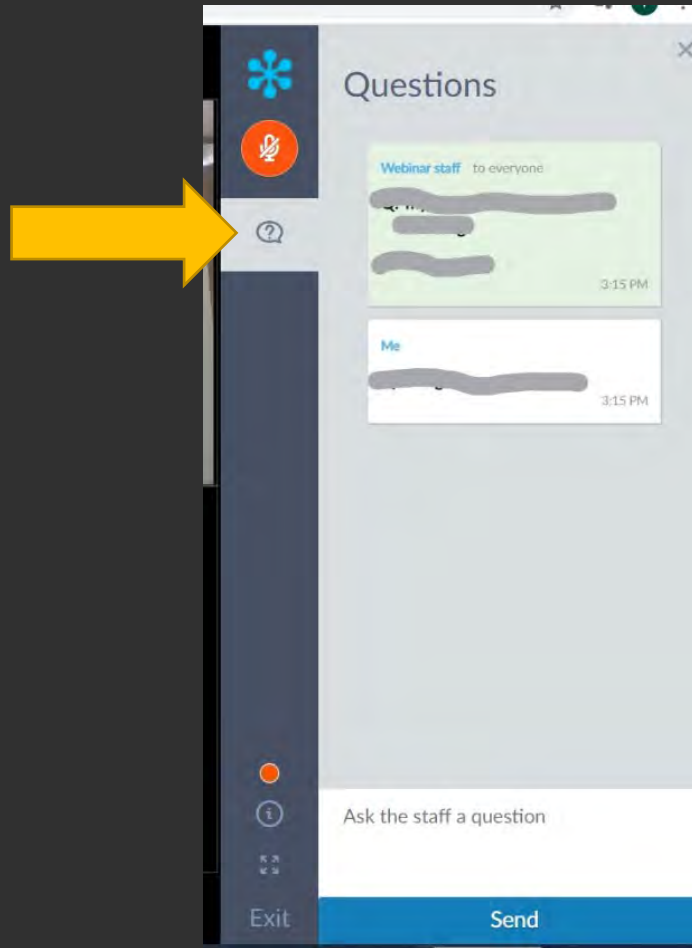 Questions
Webinar staff to everyone
3:15 PM
Me
3:15 PM
Ask the staff a question
Exit
Send